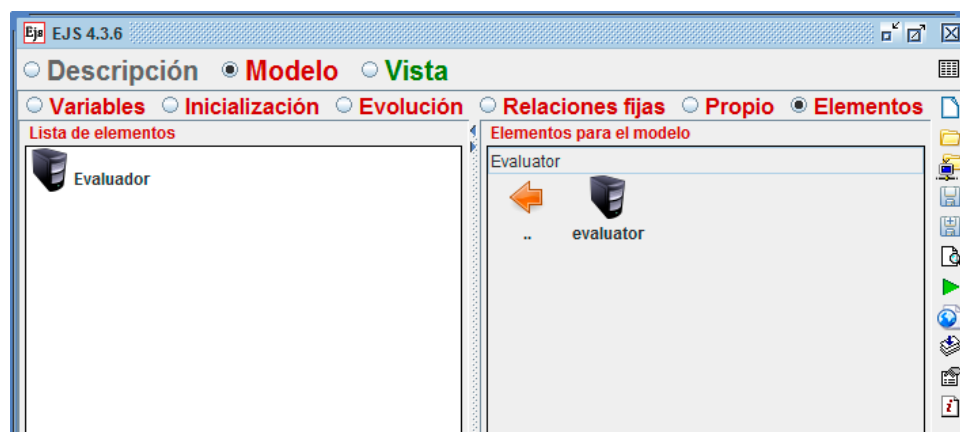 Ejs EJS 4.3.6
Descripción Modelo Vista
Variables Inicialización Evolución Relaciones fijas Propio Elementos
Lista de elementos
Evaluador
Elementos para el modelo
Evaluator
.. evaluator